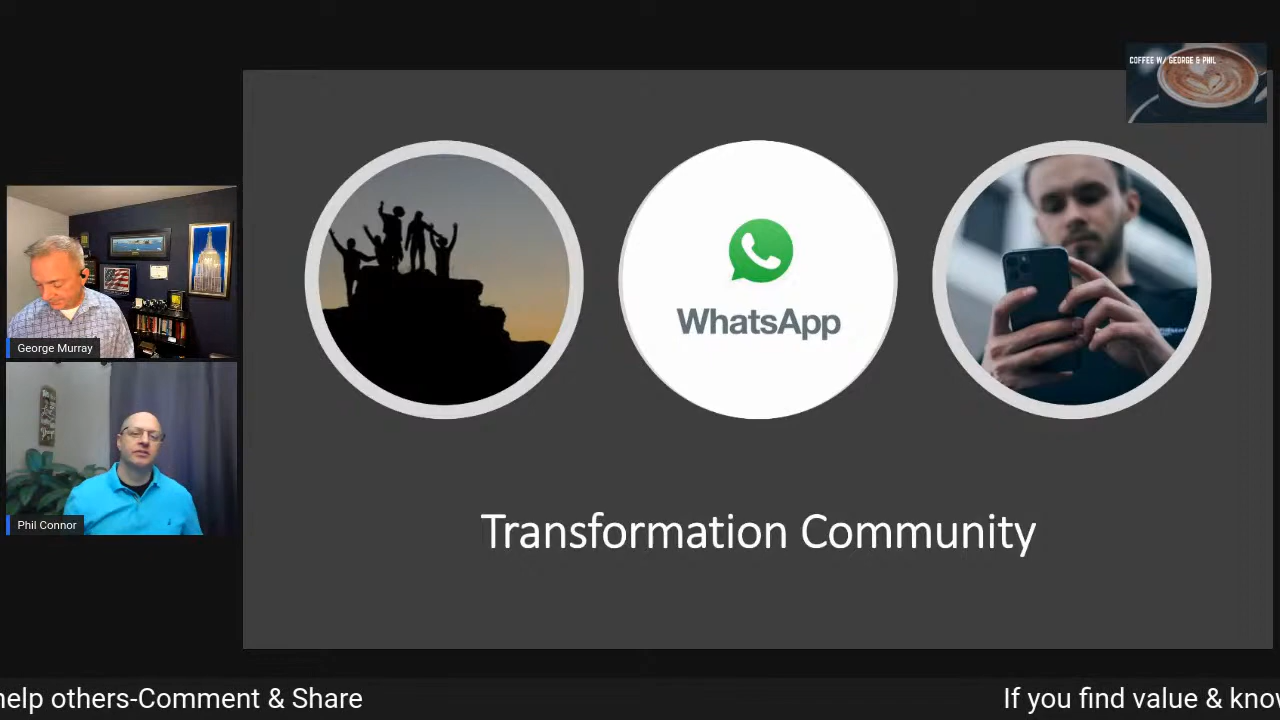 COFFEE W/ GEORGE & PHIL
WhatsApp
George Murray
Phil Connor
Transformation Community
help others-Comment & Share
If you find value & know